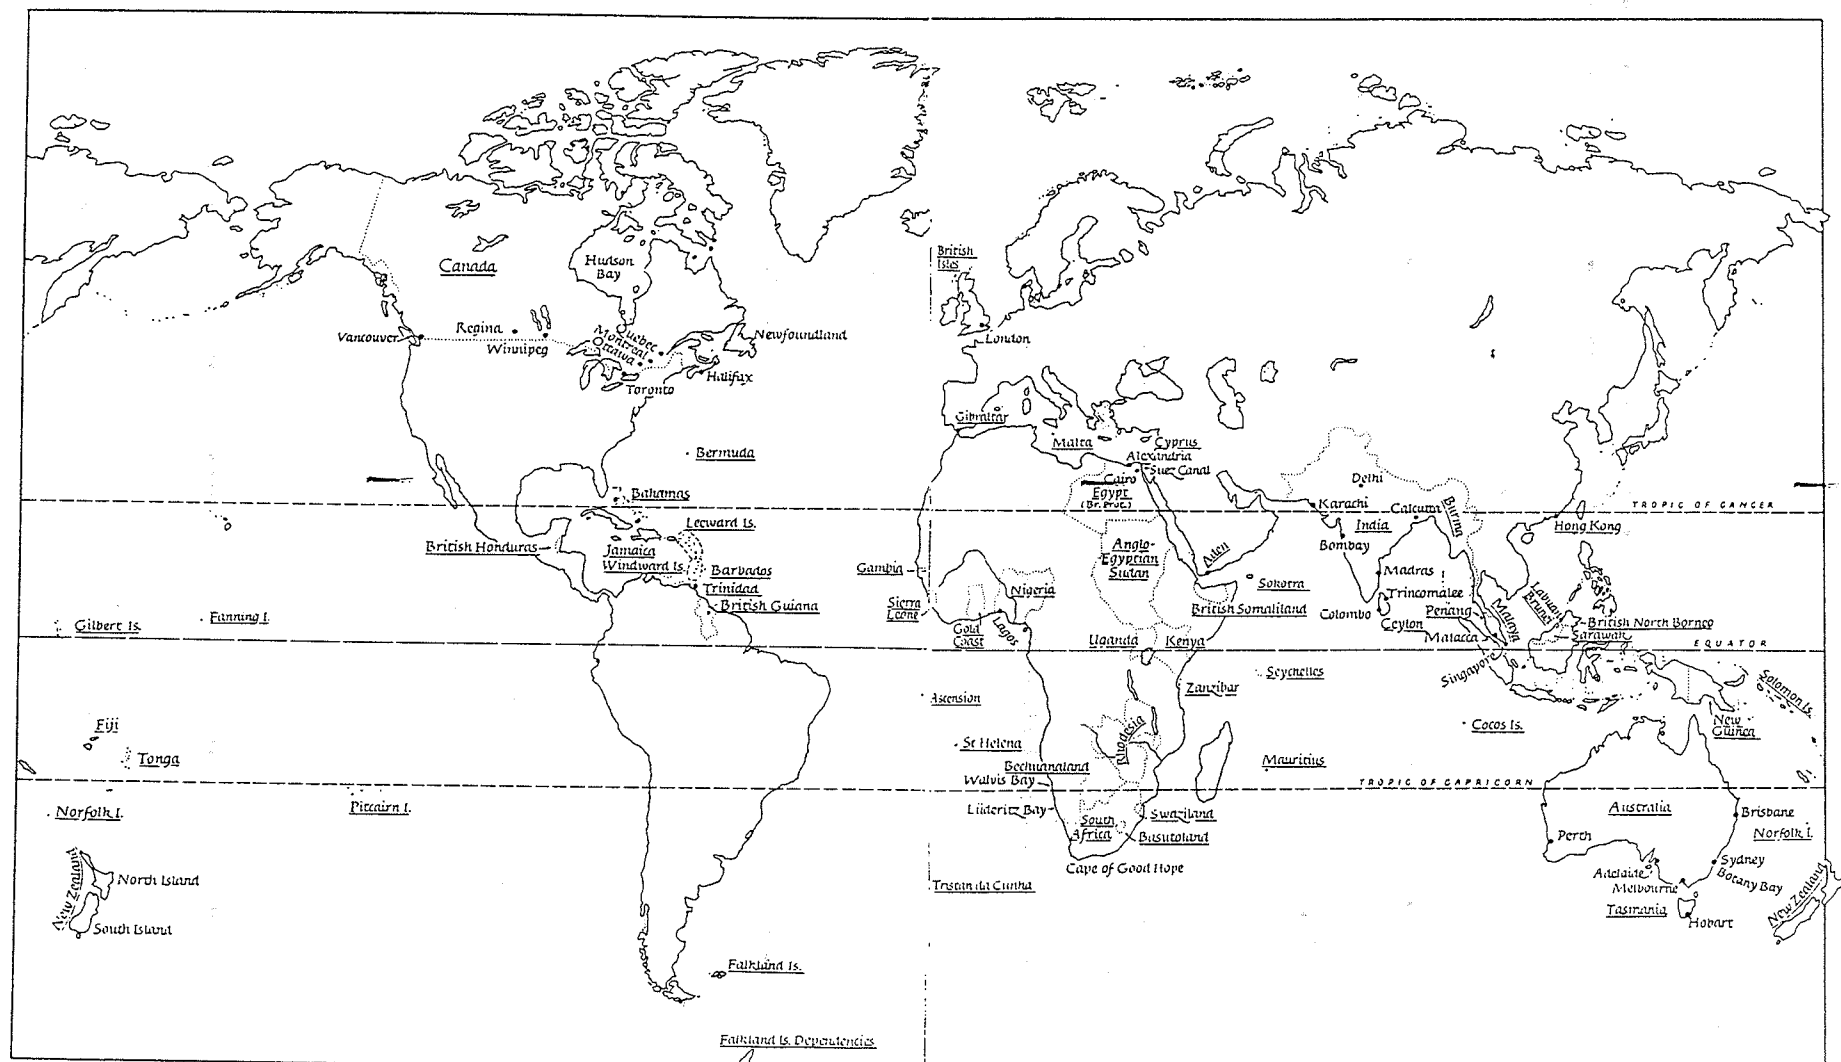 British
Isles
Canada
Hudson
Bay
Vancouver
Regina
Winnipeg
Quebec
Montreal
Ottawa
Toronto
Halifax
Newfoundland
London
Gibraltar
Malta
Cyprus
Alexandria
Suez Canal
Cairo
Egypt
(Br. Prot.)
Bermuda
Bahamas
Leeward Is.
British Honduras
Jamaica
Windward Is.
Barbados
Trinidad
British Guiana
Gambia
Sierra
Leone
Gold
Coast
Lagos
Nigeria
Anglo-
Egyptian
Sudan
Aden
Sokotra
British Somaliland
Uganda
Kenya
Delhi
Karachi
Calcutta
Burma
India
Bombay
Madras
Trincomalee
Colombo
Ceylon
Penang
Malaya
Malacca
Singapore
Labuan
Brunei
British North Borneo
Sarawak
Hong Kong
TROPIC OF CANCER
EQUATOR
Gilbert Is.
Fanning I.
Fiji
Tonga
Norfolk I.
Pitcairn I.
New Zealand
North Island
South Island
Ascension
St Helena
Zanzibar
Seychelles
Rhodesia
Bechuanaland
Walvis Bay
Lüderitz Bay
South
Africa
Swaziland
Basutoland
Cape of Good Hope
Tristan da Cunha
Mauritius
Cocos Is.
TROPIC OF CAPRICORN
Solomon Is.
New
Guinea
Australia
Brisbane
Norfolk I.
Perth
Sydney
Botany Bay
Adelaide
Melbourne
Tasmania
Hobart
New Zealand
Falkland Is.
Falkland Is. Dependencies